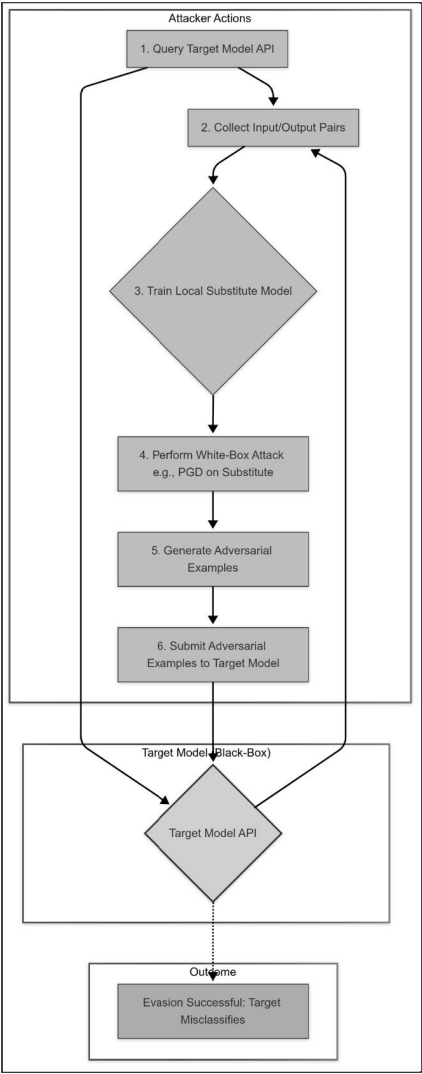 Attacker Actions
1. Query Target Model API
2. Collect Input/Output Pairs
3. Train Local Substitute Model
4. Perform White-Box Attack
e.g., PGD on Substitute
5. Generate Adversarial
Examples
6. Submit Adversarial
Examples to Target Model
Target Model (Black-Box)
Target Model API
Outcome
Evasion Successful: Target
Misclassifies